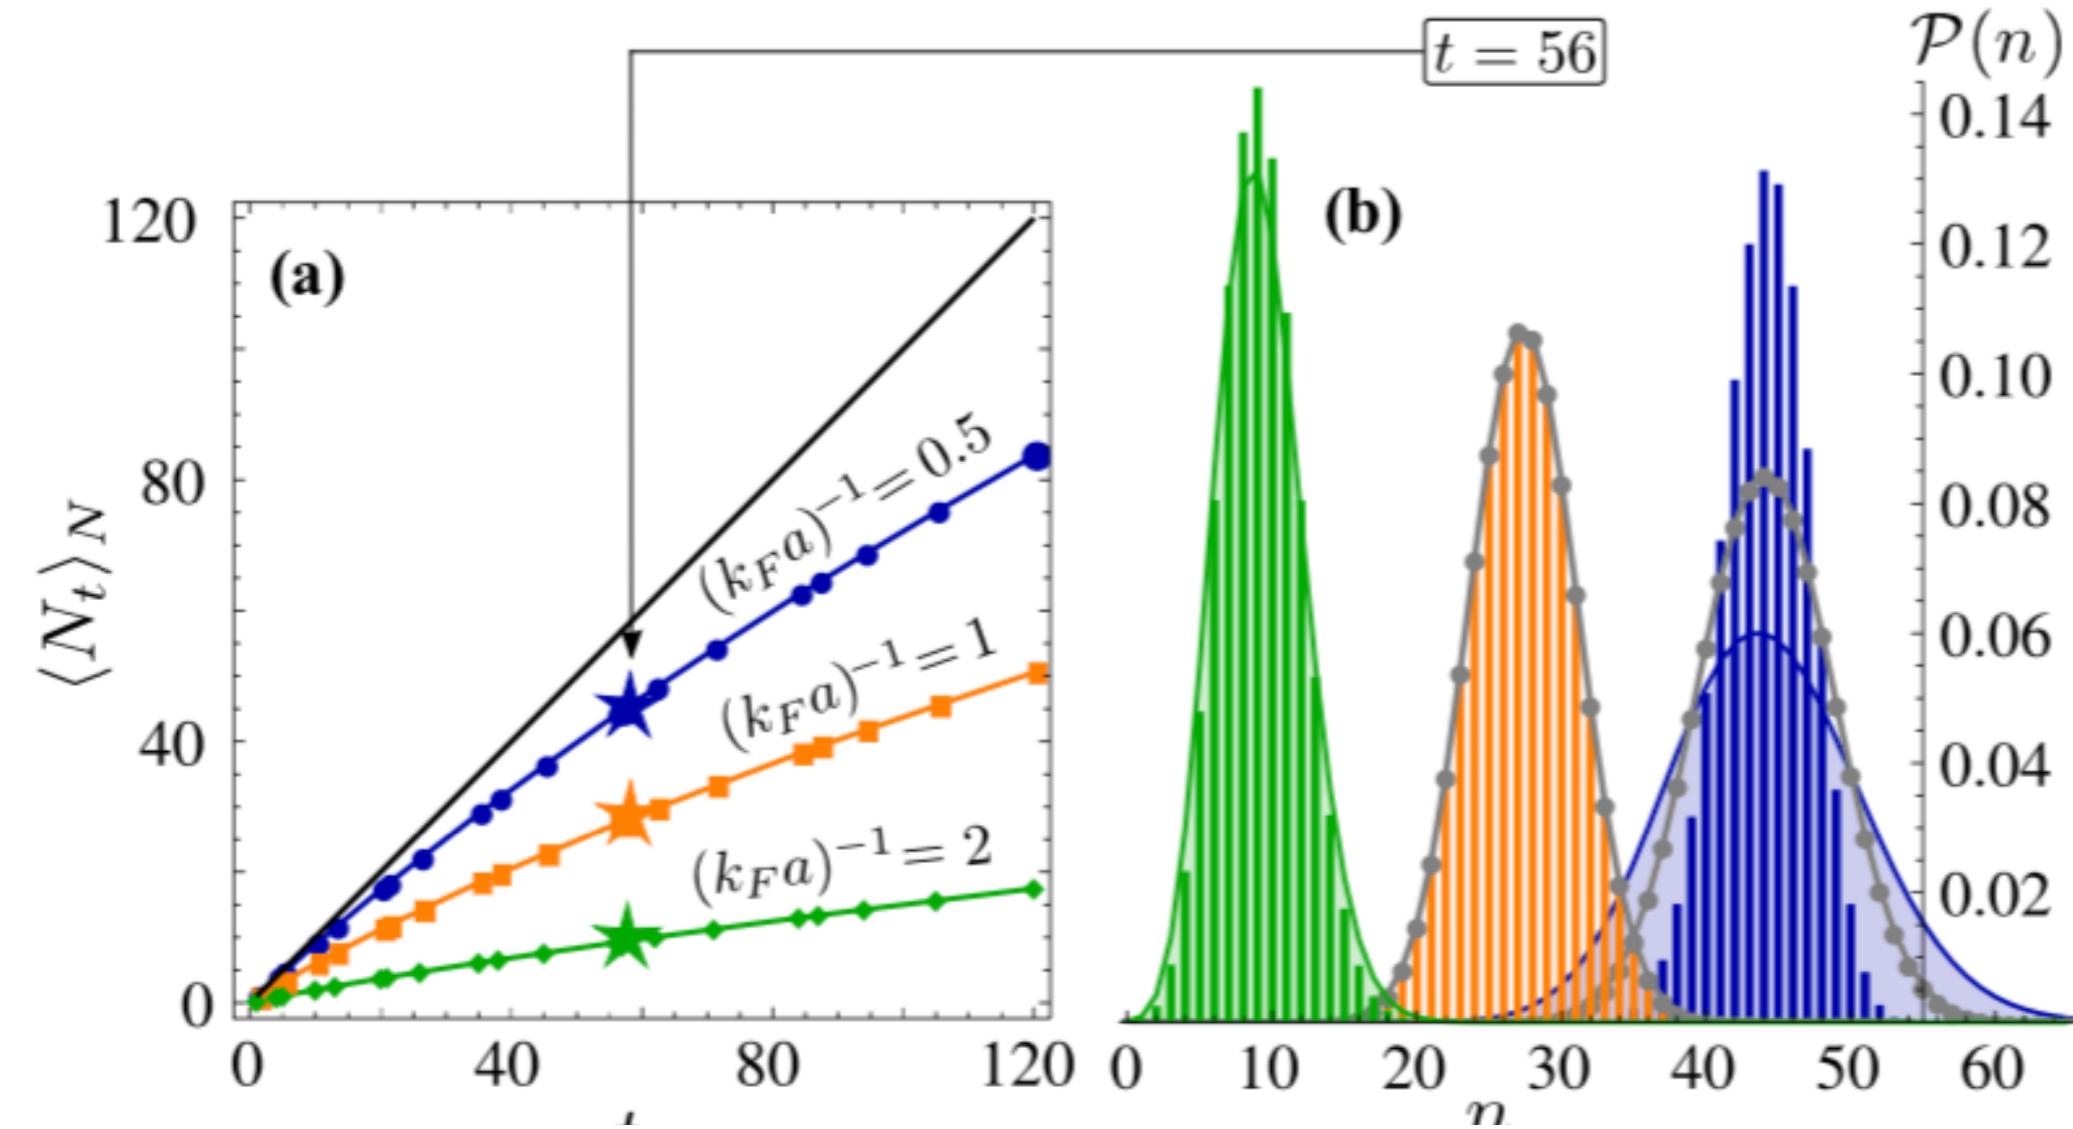 t = 56
𝒫(n)
(a)
(b)
⟨N_t⟩_N
120
80
40
0
0
40
80
120
(k_F a)^{-1} = 0.5
(k_F a)^{-1} = 1
(k_F a)^{-1} = 2
0.14
0.12
0.10
0.08
0.06
0.04
0.02
0
10
20
30
40
50
60
n